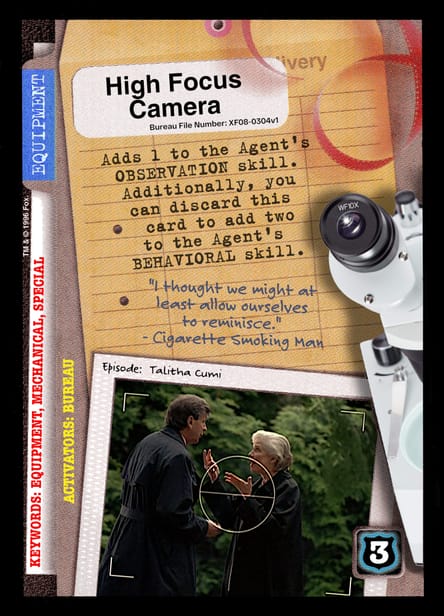 ivery
High Focus
Camera
Bureau File Number: XF08-0304v1
EQUIPMENT
Adds 1 to the Agent's
OBSERVATION skill.
Additionally, you
can discard this
card to add two
to the Agent's
BEHAVIORAL skill.
"I thought we might at
least allow ourselves
to reminisce."
- Cigarette Smoking Man
WF10X
TM & © 1996 Fox.
KEYWORDS: EQUIPMENT, MECHANICAL, SPECIAL
ACTIVATORS: BUREAU
Episode: Talitha Cumi
3